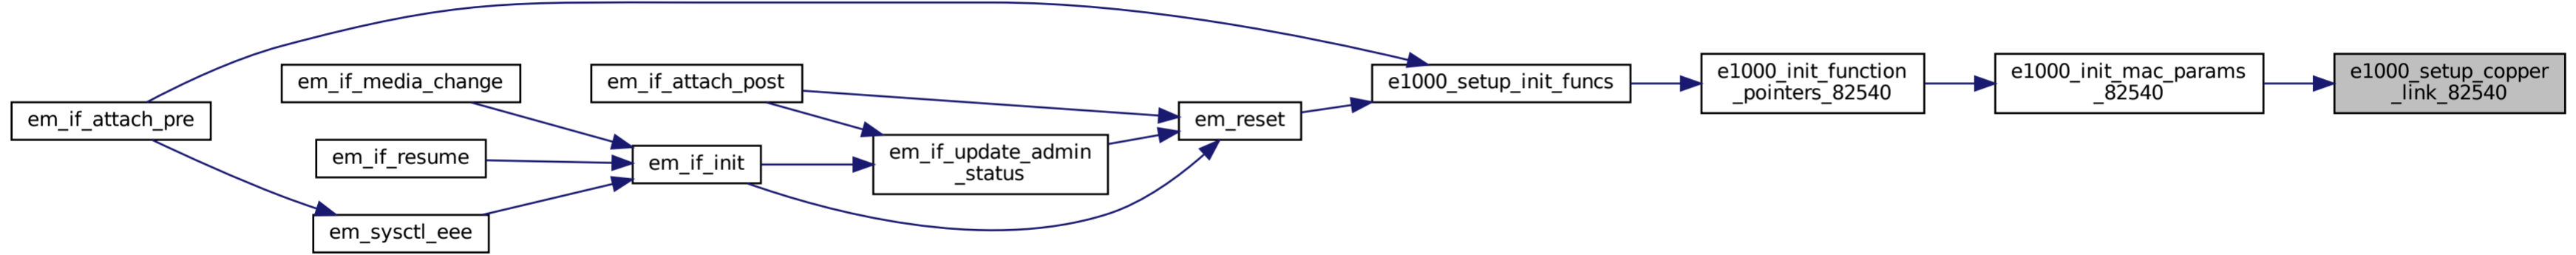 em_if_attach_pre
em_if_media_change
em_if_resume
em_sysctl_eee
em_if_attach_post
em_if_init
em_if_update_admin
_status
em_reset
e1000_setup_init_funcs
e1000_init_function
_pointers_82540
e1000_init_mac_params
_82540
e1000_setup_copper
_link_82540